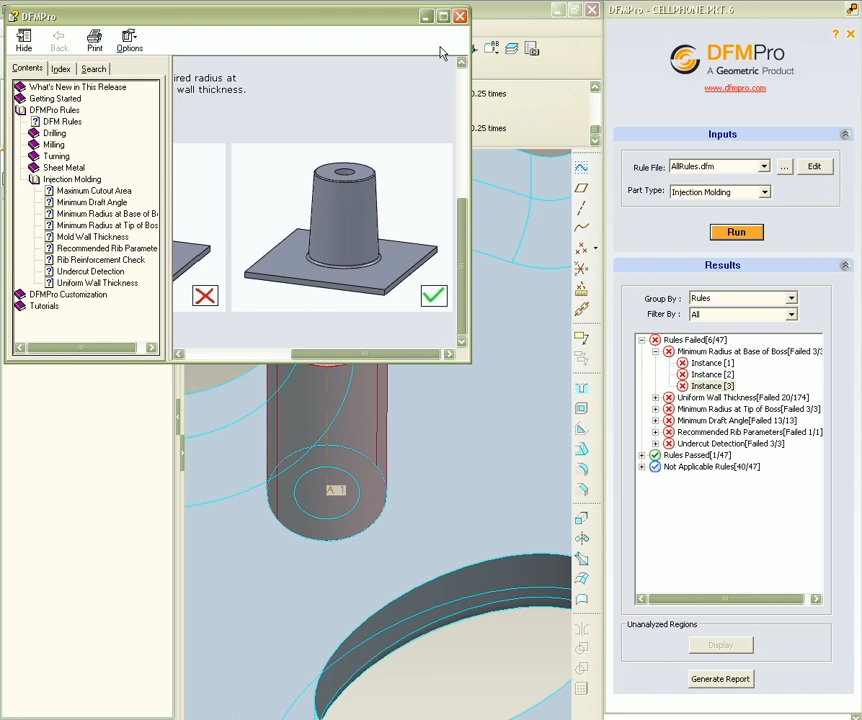 DFMPro
Hide
Back
Print
Options
Contents
Index
Search
What's New in This Release
Getting Started
DFMPro Rules
DFM Rules
Drilling
Milling
Turning
Sheet Metal
Injection Molding
Maximum Cutout Area
Minimum Draft Angle
Minimum Radius at Base of B
Minimum Radius at Tip of Bos
Mold Wall Thickness
Recommended Rib Paramete
Rib Reinforcement Check
Undercut Detection
Uniform Wall Thickness
DFMPro Customization
Tutorials
ired radius at
wall thickness.
0.25 times
0.25 times
A_1
DFMPro - CELLPHONE.PRT.6
DFMPro
A Geometric Product
www.dfmpro.com
Inputs
Rule File:
AllRules.dfm
...
Edit
Part Type:
Injection Molding
Run
Results
Group By :
Rules
Filter By :
All
Rules Failed[6/47]
Minimum Radius at Base of Boss[Failed 3/3
Instance [1]
Instance [2]
Instance [3]
Uniform Wall Thickness[Failed 20/174]
Minimum Radius at Tip of Boss[Failed 3/3]
Minimum Draft Angle[Failed 13/13]
Recommended Rib Parameters[Failed 1/1]
Undercut Detection[Failed 3/3]
Rules Passed[1/47]
Not Applicable Rules[40/47]
Unanalyzed Regions
Display
Generate Report